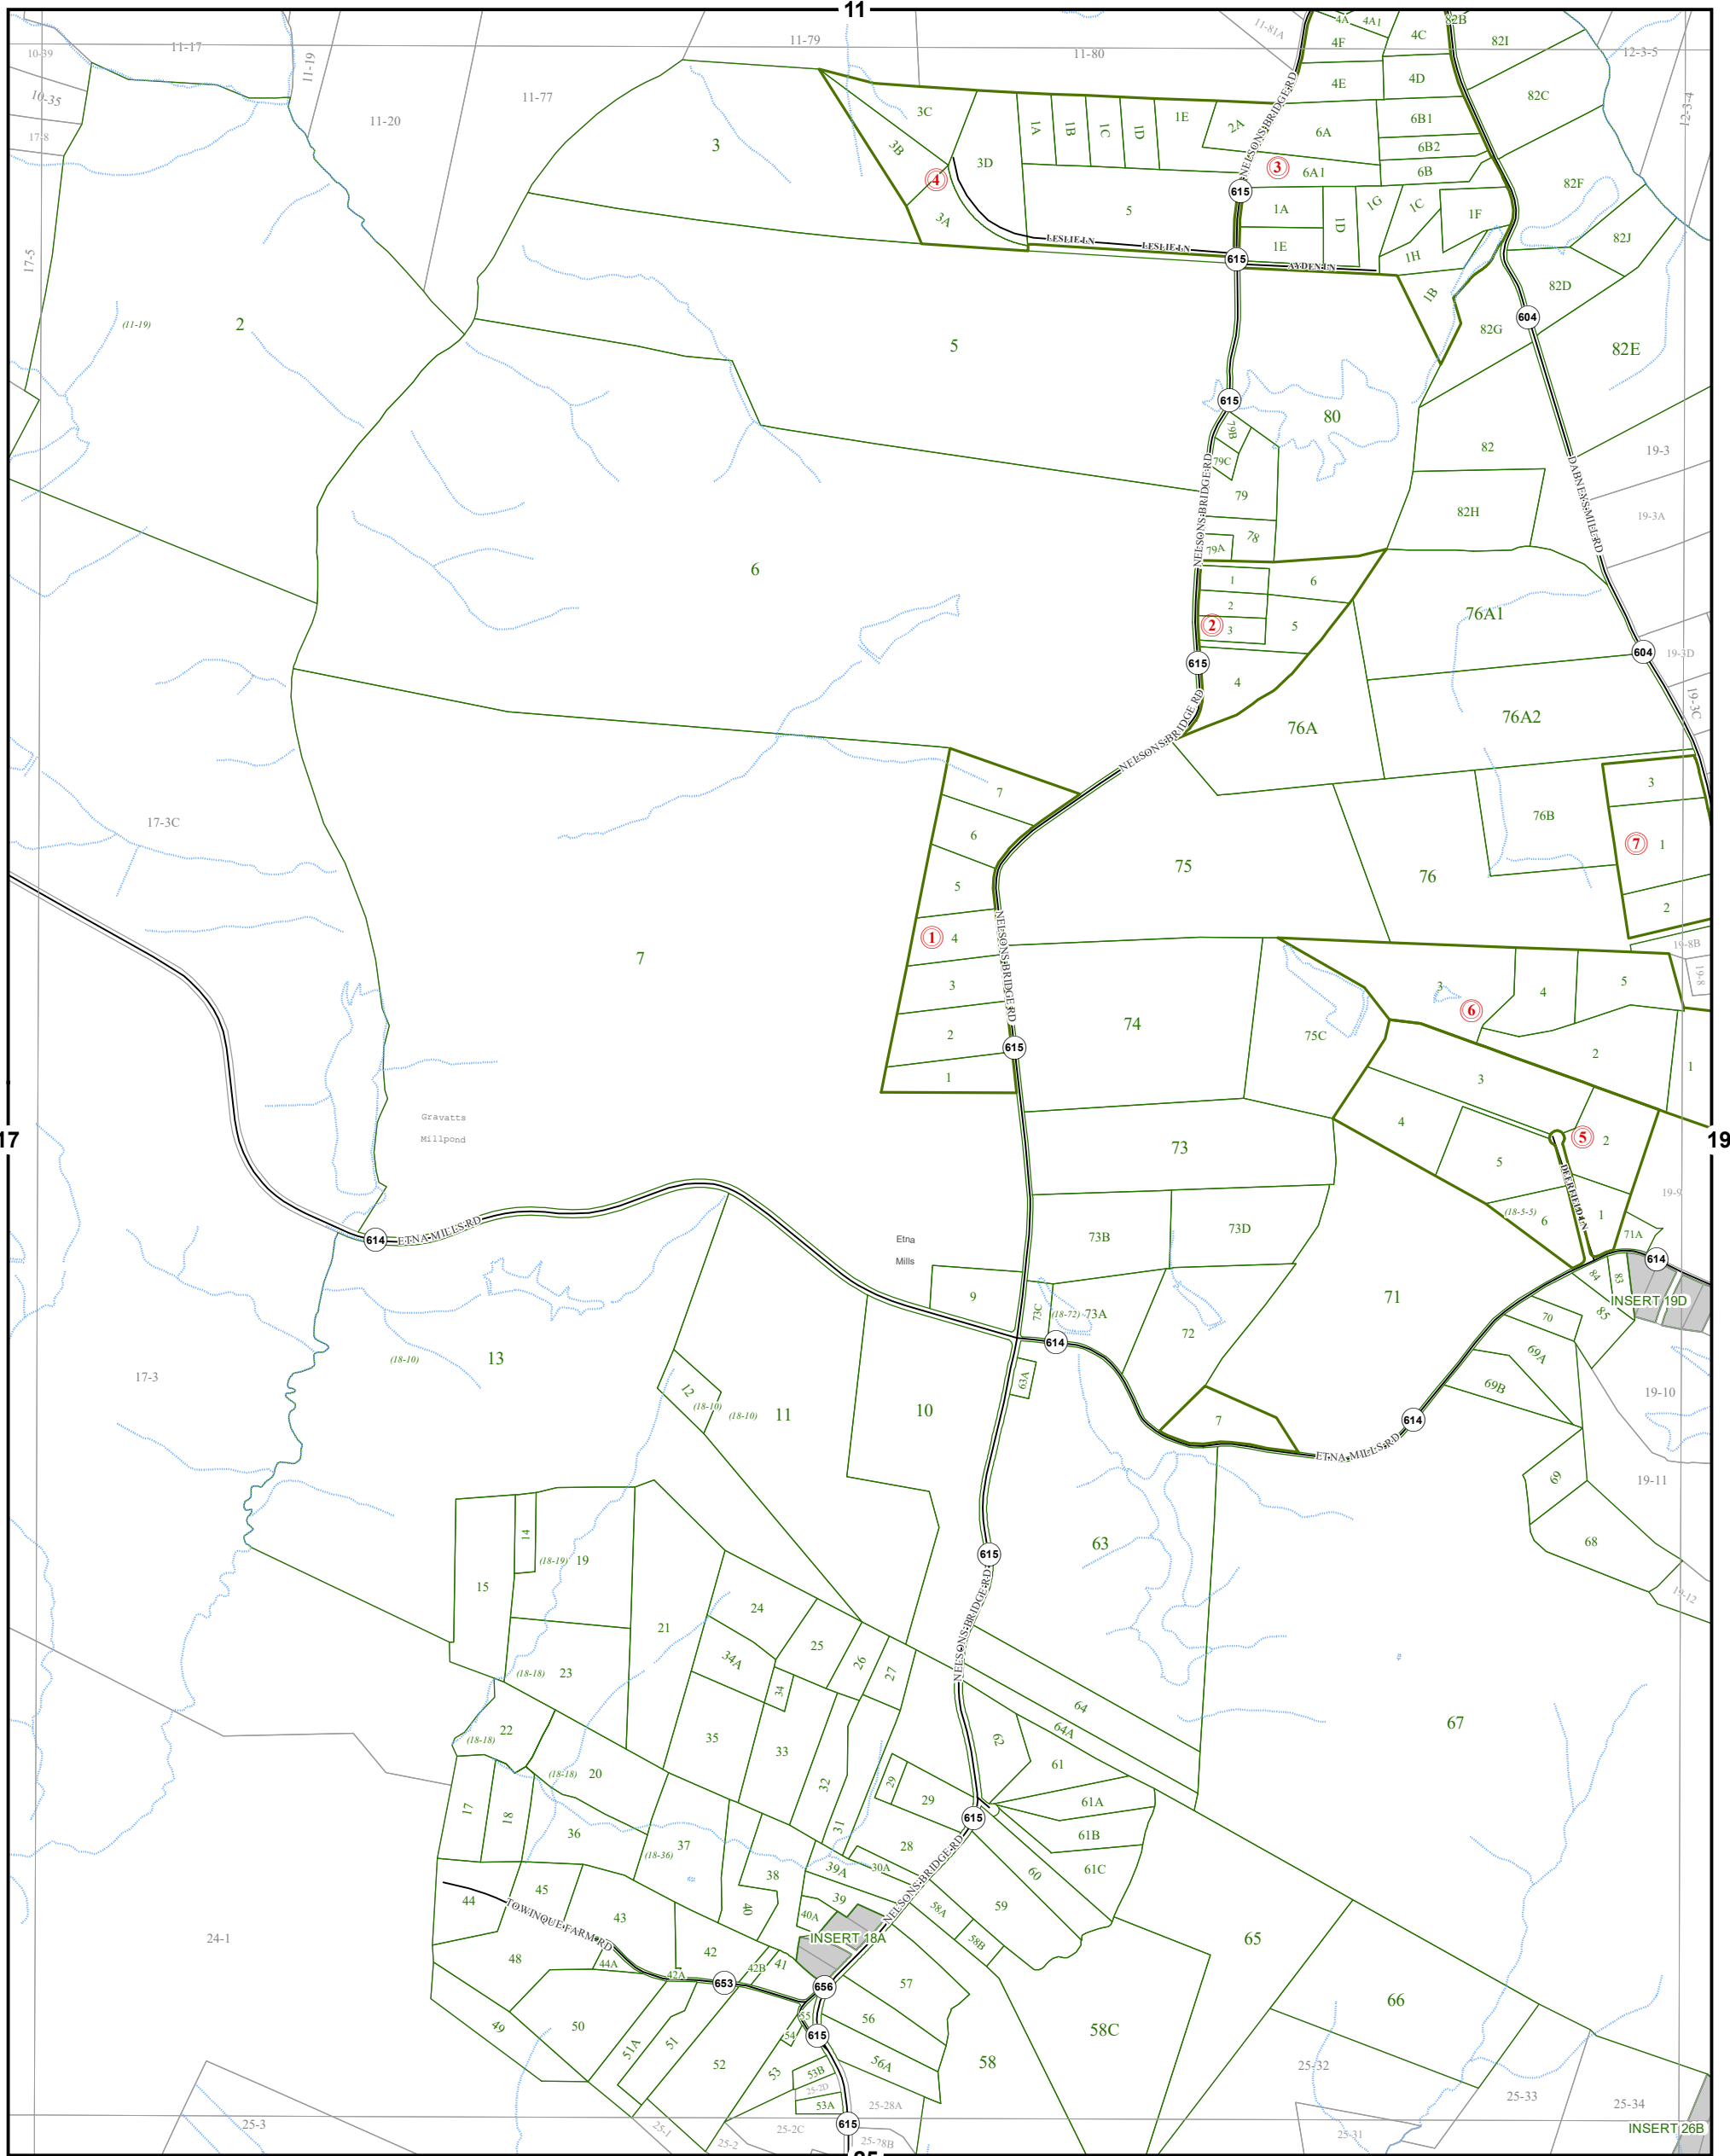 11
10-39
11-17
11-19
11-79
11-80
11-81A
4A
4A1
82B
4C
82I
12-3-5
10-35
11-77
11-20
17-8
4F
4E
4D
82C
12-3-4
3
3C
3B
3D
3A
4
1A
1B
1C
1D
1E
2A
6A
6B1
6B2
6B
6A1
3
NELSONS BRIDGE RD
615
5
LESLIE LN
LESLIE LN
615
AYDEN LN
1A
1E
1D
1G
1C
1F
1H
1B
82F
82J
82D
82G
604
82E
17-5
(11-19)
2
5
615
80
79B
79C
79
78
79A
NELSONS BRIDGE RD
82
82H
DABNEYS MILL RD
19-3
19-3A
6
1
2
3
2
6
5
4
615
76A1
604
19-3D
19-3C
76A
76A2
NELSONS BRIDGE RD
17-3C
7
6
5
1
4
3
2
1
NELSONS BRIDGE RD
615
75
76
76B
3
7
1
2
19-8B
19-8
7
74
75C
3
6
4
5
2
1
3
4
5
5
2
DEERFIELD LN
(18-5-5)
6
1
71A
19-9
Gravatts
Millpond
17
19
73
73B
73D
614
ETNA MILLS RD
Etna
Mills
9
73C
(18-72)
73A
72
71
614
84
83
85
INSERT 19D
70
69A
69B
614
63A
614
7
ETNA MILLS RD
19-10
19-11
69
68
19-12
17-3
(18-10)
13
12
(18-10)
(18-10)
11
10
615
63
NELSONS BRIDGE RD
14
15
(18-19)
19
21
24
25
34A
34
26
27
(18-18)
23
22
(18-18)
(18-18)
20
35
33
32
31
64
64A
62
61
61A
61B
61C
67
29
29
615
28
17
18
36
(18-36)
37
38
40
39A
30A
39
40A
NELSONS BRIDGE RD
60
59
58A
58B
44
45
43
TOWINQUE FARM RD
INSERT 18A
24-1
48
44A
42
42A
42B
41
653
656
57
65
66
49
50
51A
51
52
55
54
615
56
56A
53
53B
25-2D
53A
25-28A
58
58C
25-32
25-33
25-34
25-3
25-1
25-2
25-2C
615
25-28B
25-31
INSERT 26B